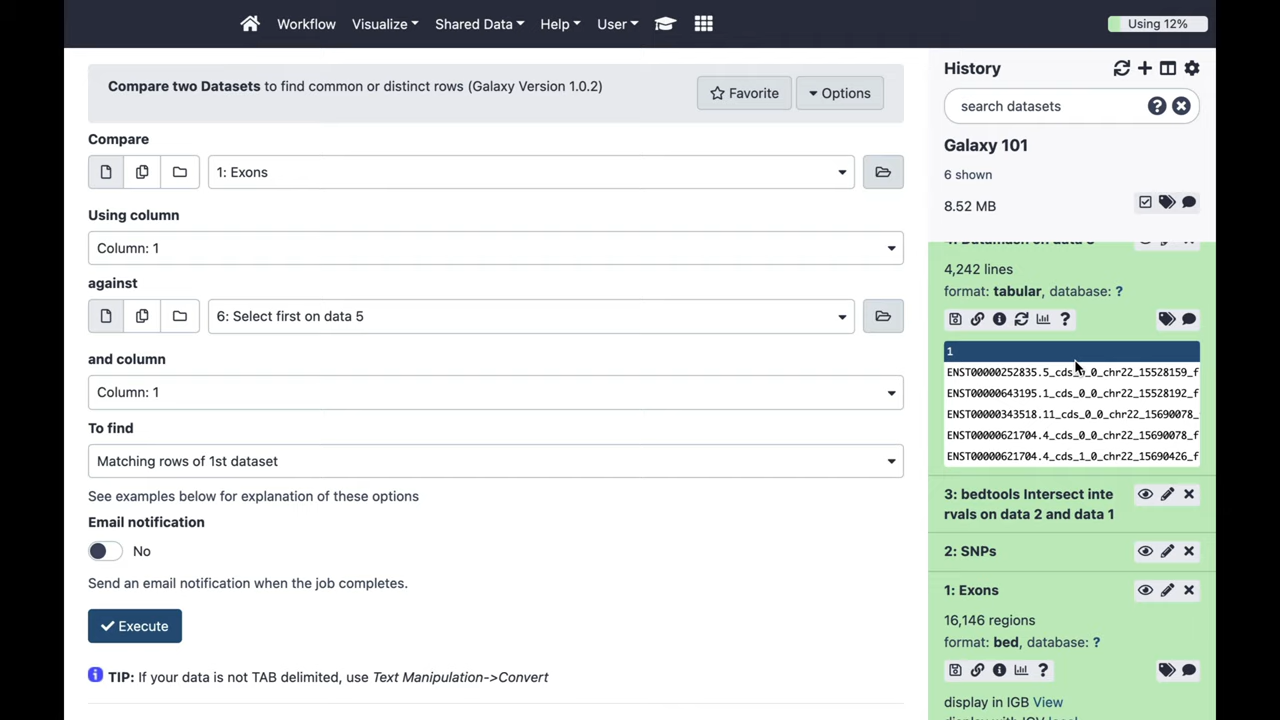 Workflow Visualize Shared Data Help User Using 12%
Compare two Datasets to find common or distinct rows (Galaxy Version 1.0.2)
Favorite
Options
Compare
1: Exons
Using column
Column: 1
against
6: Select first on data 5
and column
Column: 1
To find
Matching rows of 1st dataset
See examples below for explanation of these options
Email notification
No
Send an email notification when the job completes.
Execute
TIP: If your data is not TAB delimited, use Text Manipulation->Convert
History
search datasets
Galaxy 101
6 shown
8.52 MB
4,242 lines
format: tabular, database: ?
1
ENST00000252835.5_cds_0_0_chr22_15528159_f
ENST00000643195.1_cds_0_0_chr22_15528192_f
ENST00000343518.11_cds_0_0_chr22_15690078_
ENST00000621704.4_cds_0_0_chr22_15690078_f
ENST00000621704.4_cds_1_0_chr22_15690426_f
3: bedtools Intersect inte
rvals on data 2 and data 1
2: SNPs
1: Exons
16,146 regions
format: bed, database: ?
display in IGB View